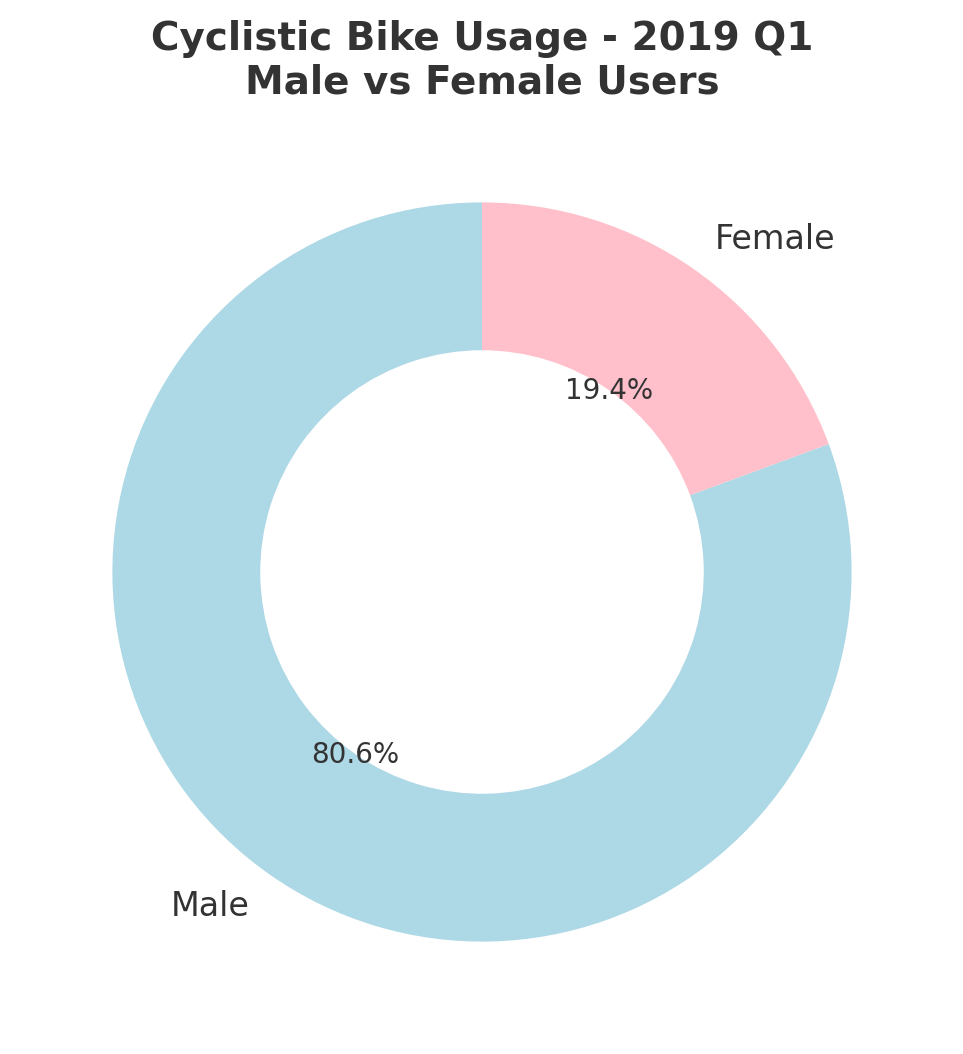 Cyclistic Bike Usage - 2019 Q1
Male vs Female Users
Female
19.4%
80.6%
Male